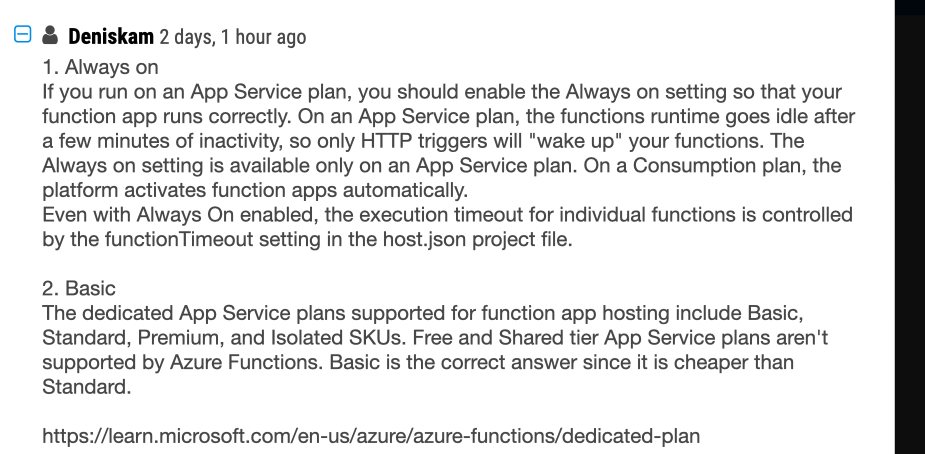 Deniskam 2 days, 1 hour ago
1. Always on
If you run on an App Service plan, you should enable the Always on setting so that your
function app runs correctly. On an App Service plan, the functions runtime goes idle after
a few minutes of inactivity, so only HTTP triggers will "wake up" your functions. The
Always on setting is available only on an App Service plan. On a Consumption plan, the
platform activates function apps automatically.
Even with Always On enabled, the execution timeout for individual functions is controlled
by the functionTimeout setting in the host.json project file.
2. Basic
The dedicated App Service plans supported for function app hosting include Basic,
Standard, Premium, and Isolated SKUs. Free and Shared tier App Service plans aren't
supported by Azure Functions. Basic is the correct answer since it is cheaper than
Standard.
https://learn.microsoft.com/en-us/azure/azure-functions/dedicated-plan